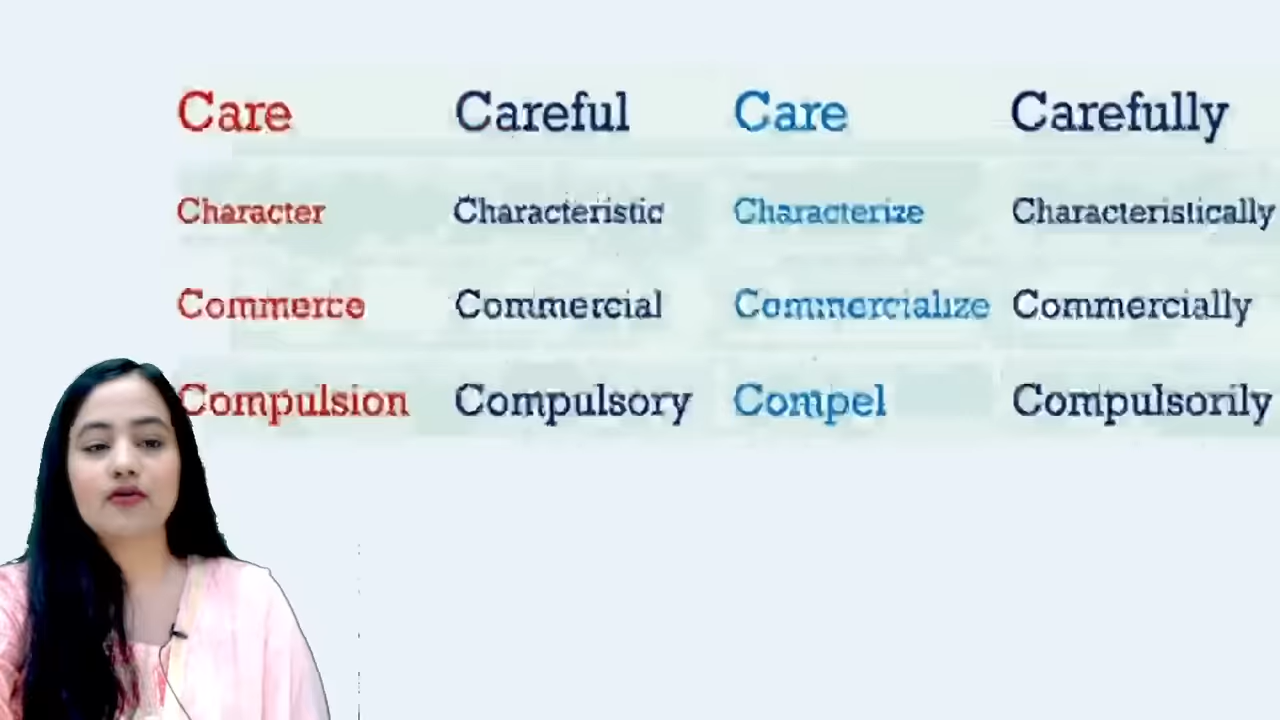 Care Careful Care Carefully
Character Characteristic Characterize Characteristically
Commerce Commercial Commercialize Commercially
Compulsion Compulsory Compel Compulsorily